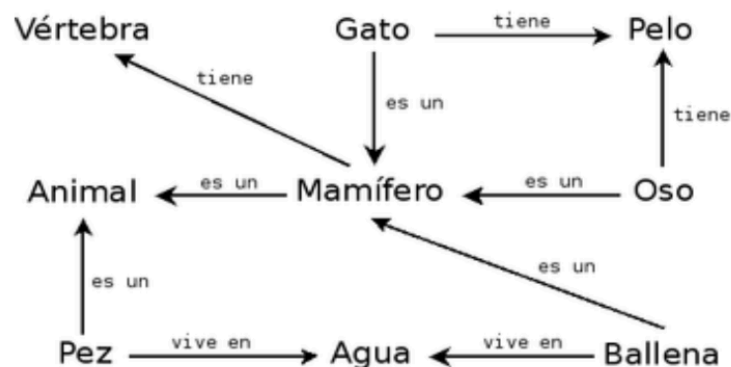 Vértebra Gato tiene Pelo
tiene es un tiene
Animal es un Mamífero es un Oso
es un es un
Pez vive en Agua vive en Ballena